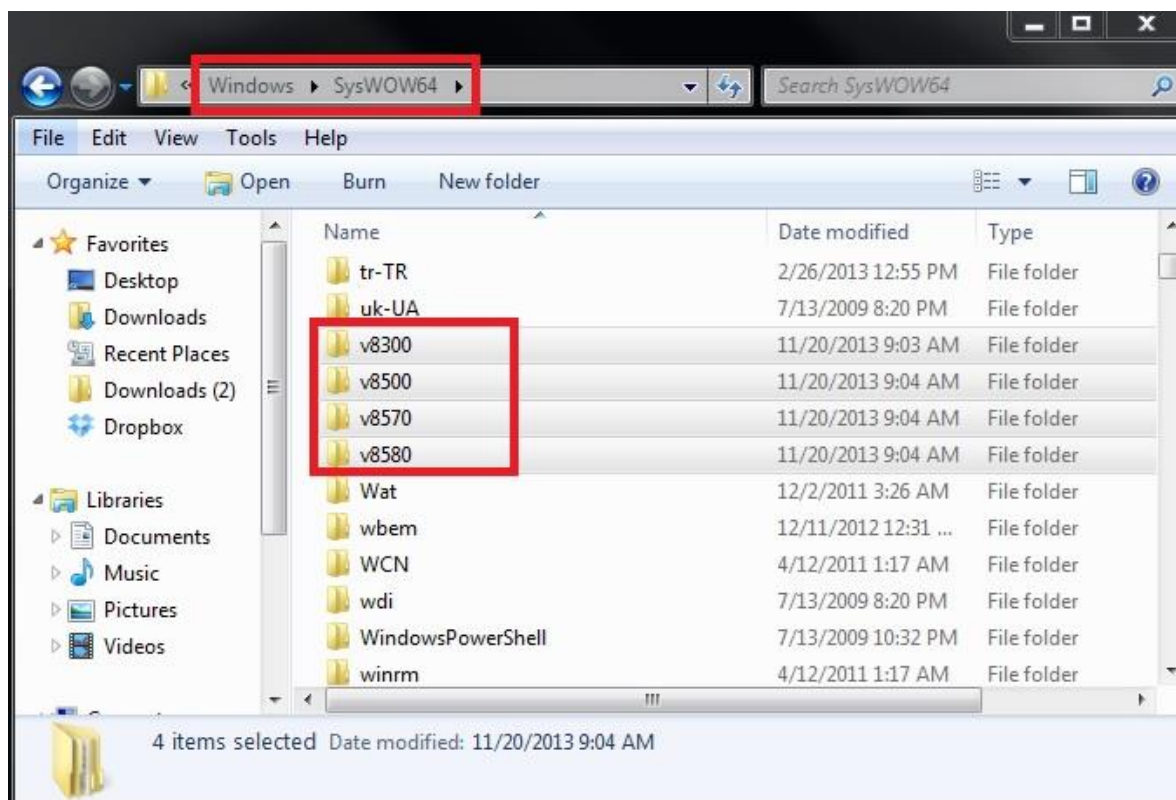 « Windows ▸ SysWOW64 ▸ Search SysWOW64
File Edit View Tools Help
Organize ▾ Open Burn New folder
Name Date modified Type
Favorites
Desktop
Downloads
Recent Places
Downloads (2)
Dropbox
Libraries
Documents
Music
Pictures
Videos
tr-TR 2/26/2013 12:55 PM File folder
uk-UA 7/13/2009 8:20 PM File folder
v8300 11/20/2013 9:03 AM File folder
v8500 11/20/2013 9:04 AM File folder
v8570 11/20/2013 9:04 AM File folder
v8580 11/20/2013 9:04 AM File folder
Wat 12/2/2011 3:26 AM File folder
wbem 12/11/2012 12:31 ... File folder
WCN 4/12/2011 1:17 AM File folder
wdi 7/13/2009 8:20 PM File folder
WindowsPowerShell 7/13/2009 10:32 PM File folder
winrm 4/12/2011 1:17 AM File folder
4 items selected Date modified: 11/20/2013 9:04 AM